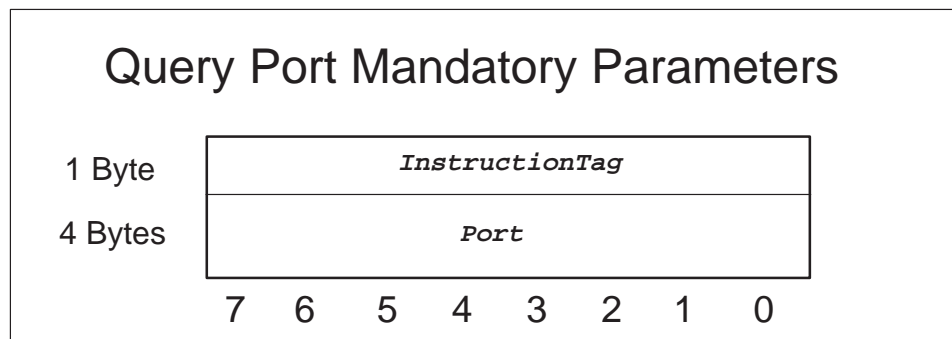 Query Port Mandatory Parameters
1 Byte InstructionTag
4 Bytes Port
7 6 5 4 3 2 1 0